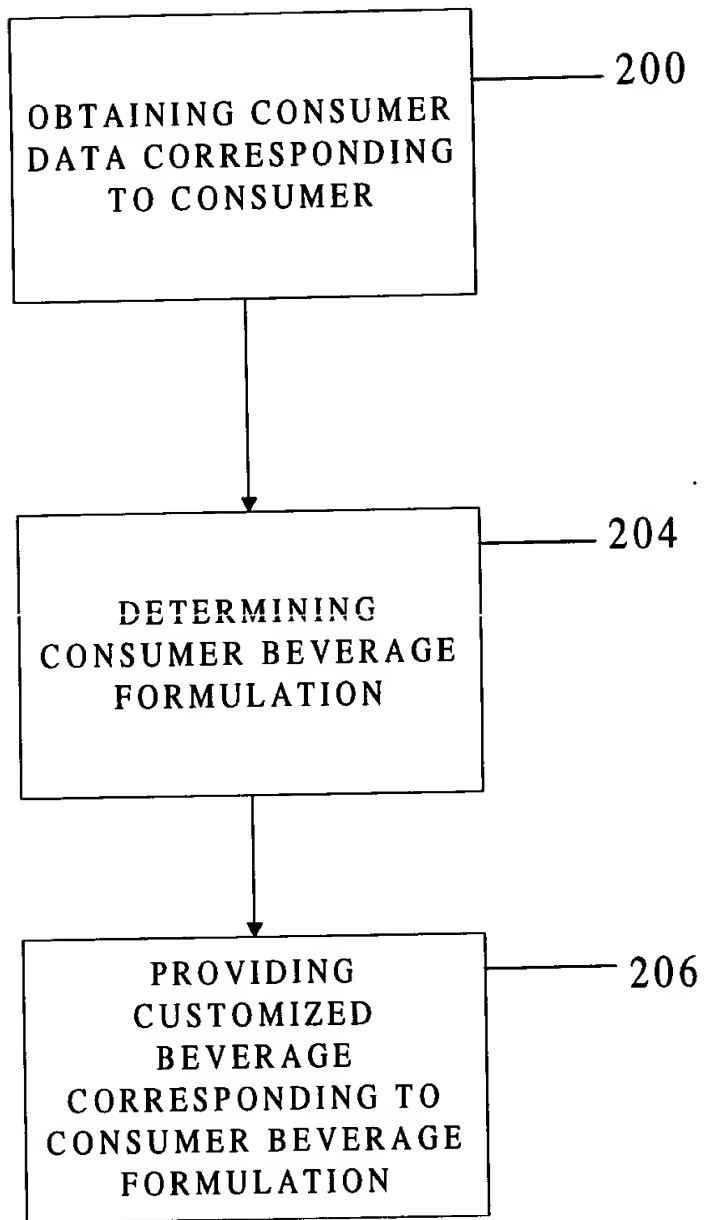 OBTAINING CONSUMER
DATA CORRESPONDING
TO CONSUMER
200
DETERMINING
CONSUMER BEVERAGE
FORMULATION
204
PROVIDING
CUSTOMIZED
BEVERAGE
CORRESPONDING TO
CONSUMER BEVERAGE
FORMULATION
206